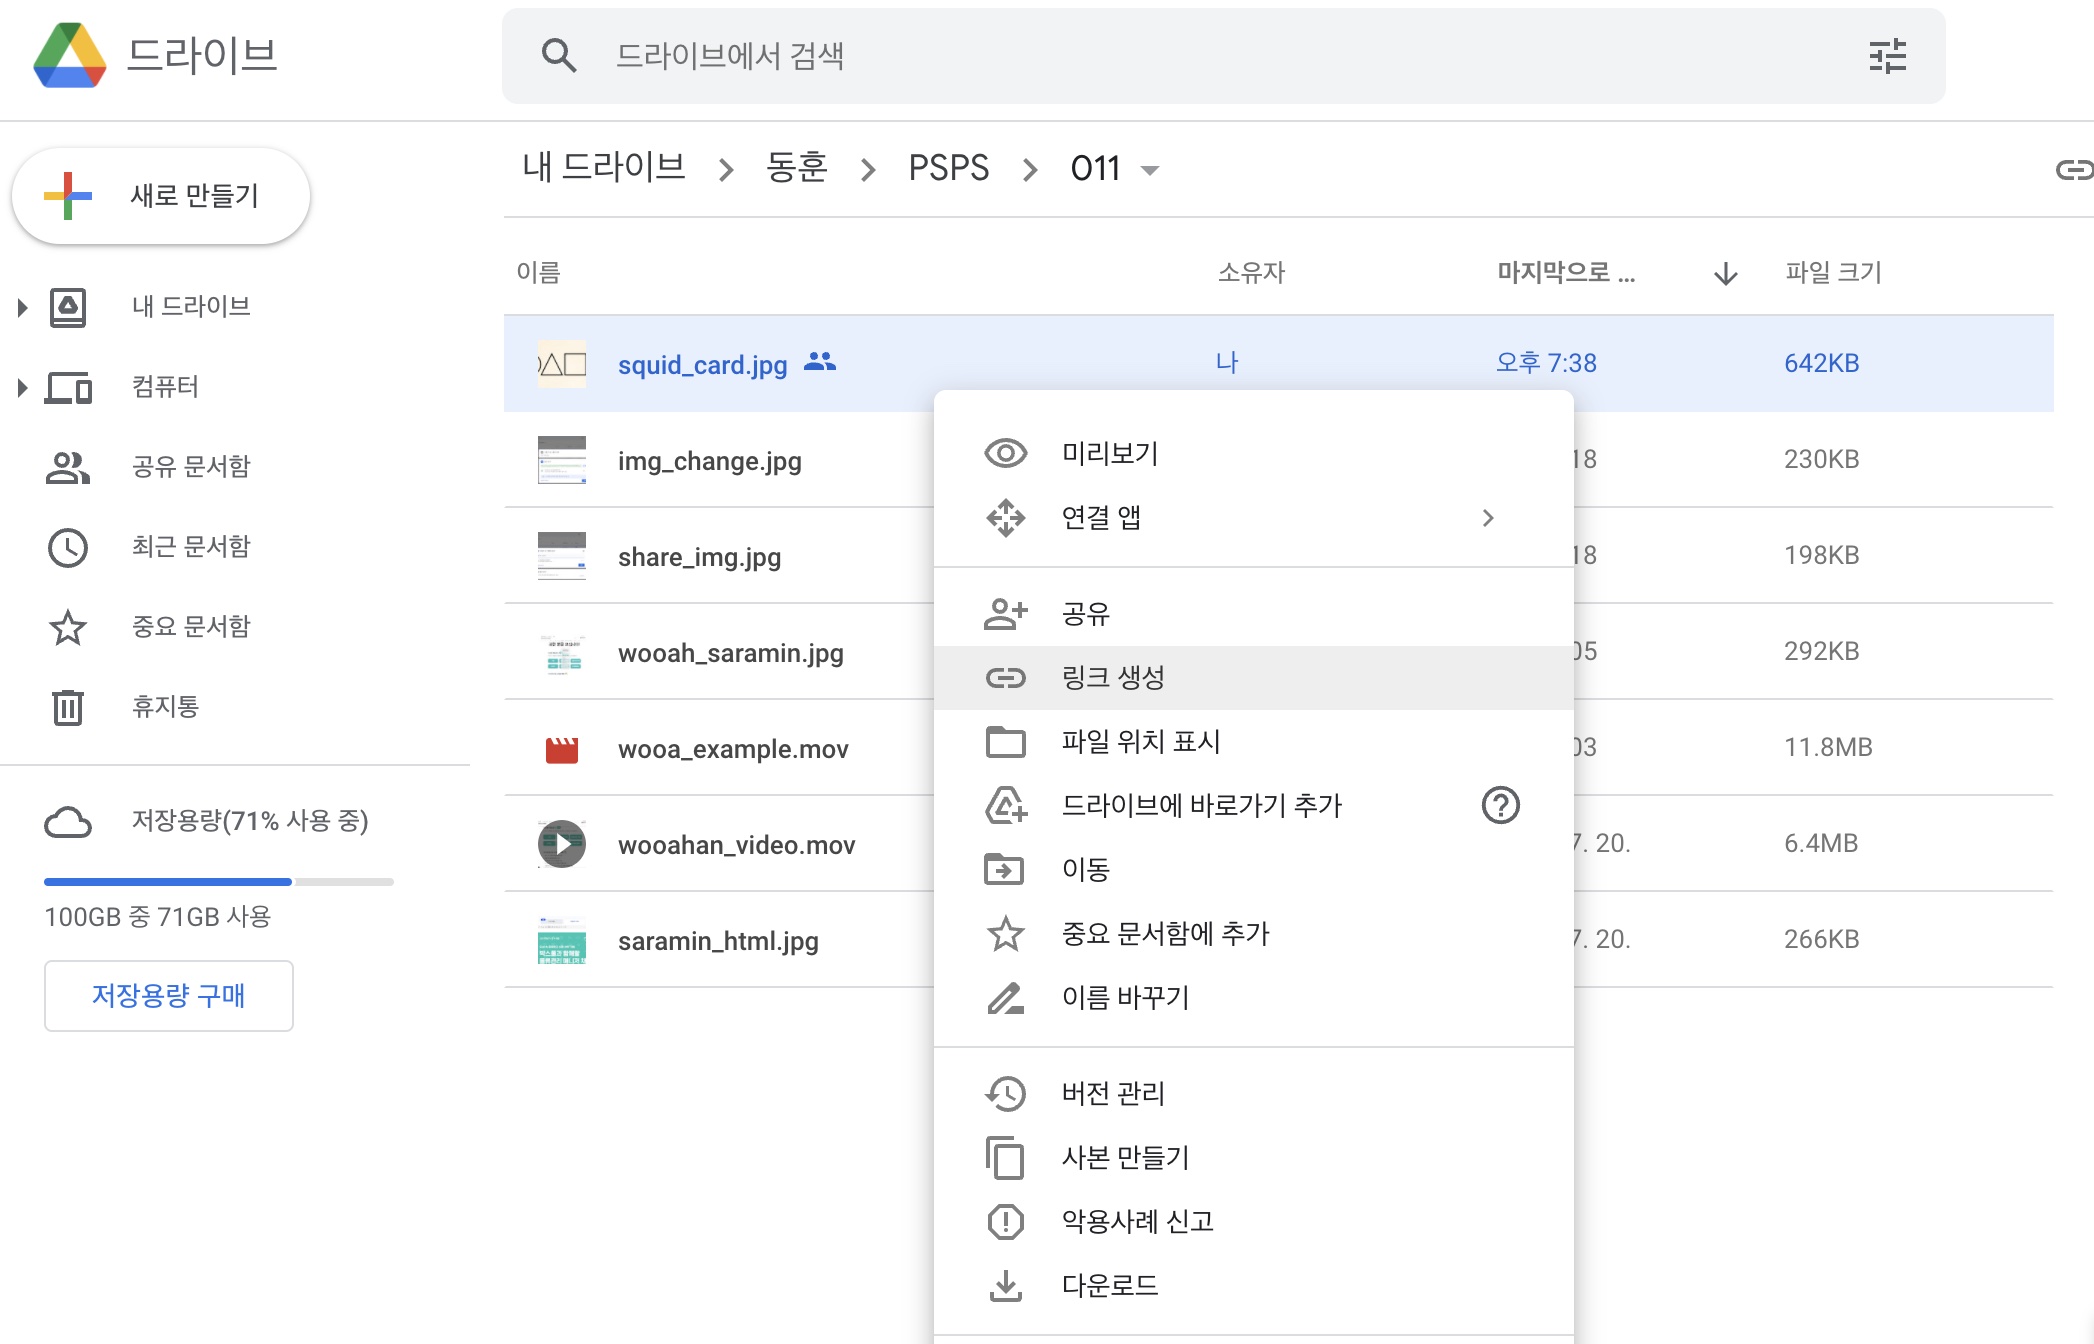 드라이브
드라이브에서 검색
새로 만들기
내 드라이브
컴퓨터
공유 문서함
최근 문서함
중요 문서함
휴지통
저장용량(71% 사용 중)
100GB 중 71GB 사용
저장용량 구매
내 드라이브 > 동훈 > PSPS > 011
이름 소유자 마지막으로 ... 파일 크기
squid_card.jpg 나 오후 7:38 642KB
img_change.jpg 18 230KB
share_img.jpg 18 198KB
wooah_saramin.jpg 05 292KB
wooa_example.mov 03 11.8MB
wooahan_video.mov 7. 20. 6.4MB
saramin_html.jpg 7. 20. 266KB
미리보기
연결 앱
공유
링크 생성
파일 위치 표시
드라이브에 바로가기 추가
이동
중요 문서함에 추가
이름 바꾸기
버전 관리
사본 만들기
악용사례 신고
다운로드